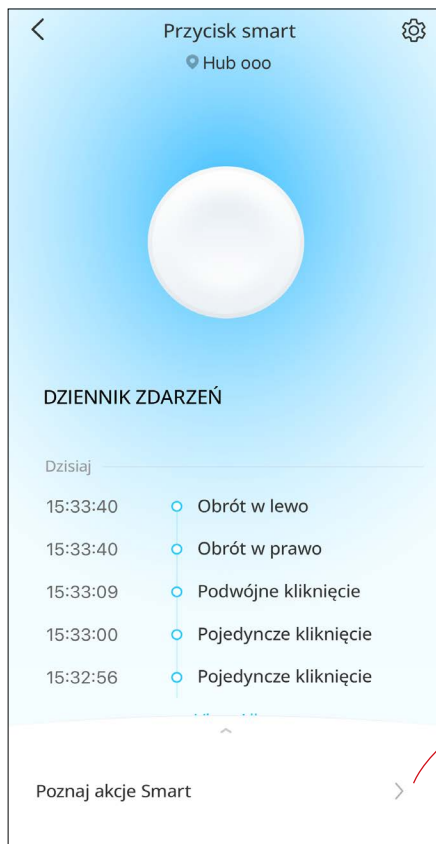 Przycisk smart
Hub ooo
DZIENNIK ZDARZEŃ
Dzisiaj
15:33:40 Obrót w lewo
15:33:40 Obrót w prawo
15:33:09 Podwójne kliknięcie
15:33:00 Pojedyncze kliknięcie
15:32:56 Pojedyncze kliknięcie
Poznaj akcje Smart